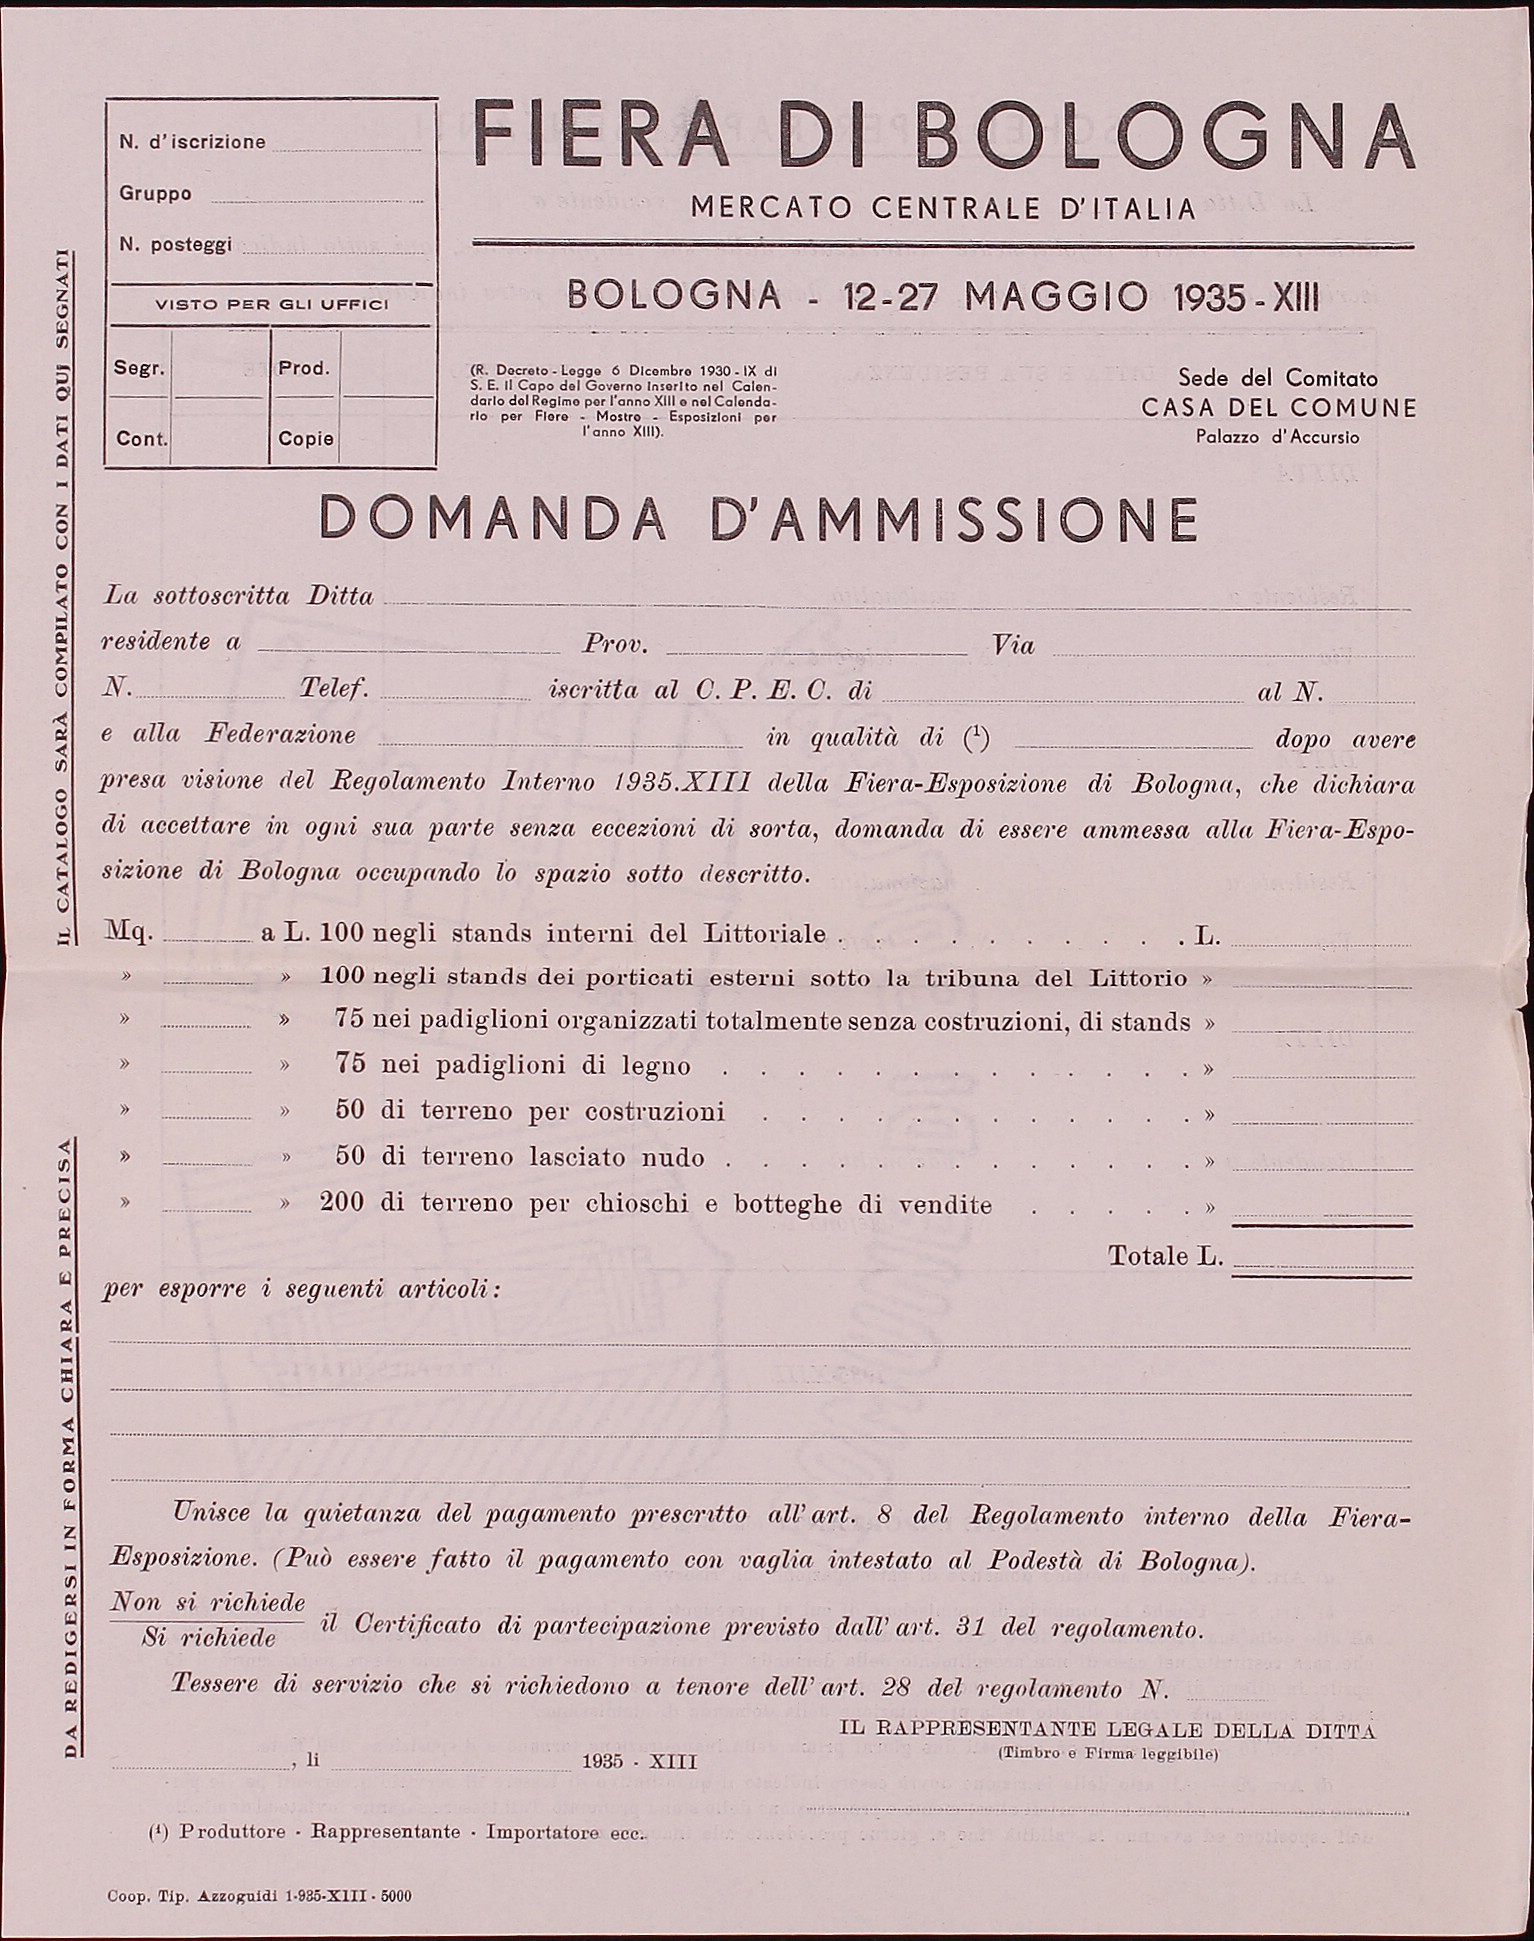 N. d'iscrizione
Gruppo
N. posteggi
VISTO PER GLI UFFICI
Segr.
Prod.
Cont.
Copie
FIERA DI BOLOGNA
MERCATO CENTRALE D'ITALIA
BOLOGNA - 12-27 MAGGIO 1935-XIII
(R. Decreto-Legge 6 Dicembre 1930-IX di
S. E. il Capo del Governo inserito nel Calen-
dario del Regime per l'anno XIII e nel Calenda-
rio per Fiere - Mostre - Esposizioni per
l'anno XIII).
Sede del Comitato
CASA DEL COMUNE
Palazzo d'Accursio
DOMANDA D'AMMISSIONE
La sottoscritta Ditta
residente a Prov. Via
N. Telef. iscritta al C. P. E. C. di al N.
e alla Federazione in qualità di (1) dopo avere
presa visione del Regolamento Interno 1935.XIII della Fiera-Esposizione di Bologna, che dichiara
di accettare in ogni sua parte senza eccezioni di sorta, domanda di essere ammessa alla Fiera-Espo-
sizione di Bologna occupando lo spazio sotto descritto.
Mq. a L. 100 negli stands interni del Littoriale . . . . . . . . . . L.
» » 100 negli stands dei porticati esterni sotto la tribuna del Littorio »
» » 75 nei padiglioni organizzati totalmente senza costruzioni, di stands »
» » 75 nei padiglioni di legno . . . . . . . . . . . . . »
» » 50 di terreno per costruzioni . . . . . . . . . . . . »
» » 50 di terreno lasciato nudo . . . . . . . . . . . . . »
» » 200 di terreno per chioschi e botteghe di vendite . . . . . »
Totale L.
per esporre i seguenti articoli:
Unisce la quietanza del pagamento prescritto all'art. 8 del Regolamento interno della Fiera-
Esposizione. (Può essere fatto il pagamento con vaglia intestato al Podestà di Bologna).
Non si richiede
Si richiede
il Certificato di partecipazione previsto dall'art. 31 del regolamento.
Tessere di servizio che si richiedono a tenore dell'art. 28 del regolamento N.
IL RAPPRESENTANTE LEGALE DELLA DITTA
(Timbro e Firma leggibile)
, li 1935 - XIII
(1) Produttore - Rappresentante - Importatore ecc.
Coop. Tip. Azzoguidi 1-935-XIII - 5000
IL CATALOGO SARÀ COMPILATO CON I DATI QUJ SEGNATI
DA REDIGERSI IN FORMA CHIARA E PRECISA